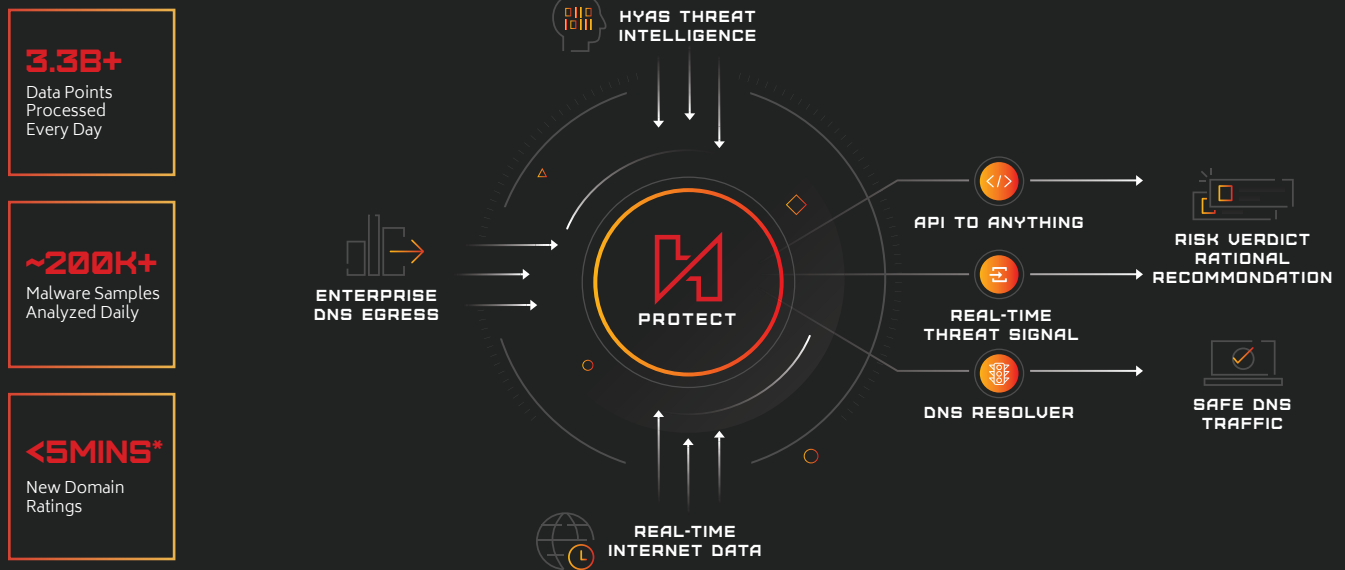 3.3B+
Data Points
Processed
Every Day
~200K+
Malware Samples
Analyzed Daily
<5MINS*
New Domain
Ratings
HYAS THREAT
INTELLIGENCE
ENTERPRISE
DNS EGRESS
PROTECT
REAL-TIME
INTERNET DATA
API TO ANYTHING
REAL-TIME
THREAT SIGNAL
DNS RESOLVER
RISK VERDICT
RATIONAL
RECOMMONDATION
SAFE DNS
TRAFFIC